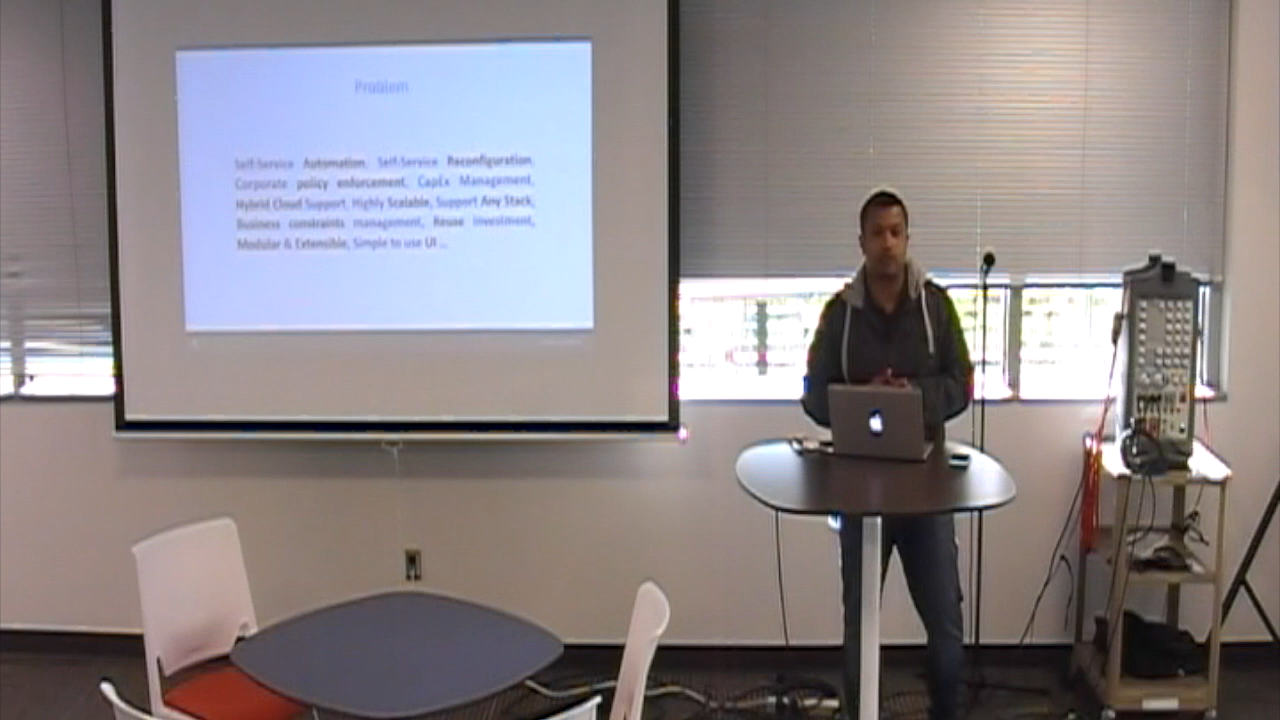 Problem
Self-Service Automation, Self-Service Reconfiguration,
Corporate policy enforcement, CapEx Management,
Hybrid Cloud Support, Highly Scalable, Support Any Stack,
Business constraints management, Reuse investment,
Modular & Extensible, Simple to use UI ...